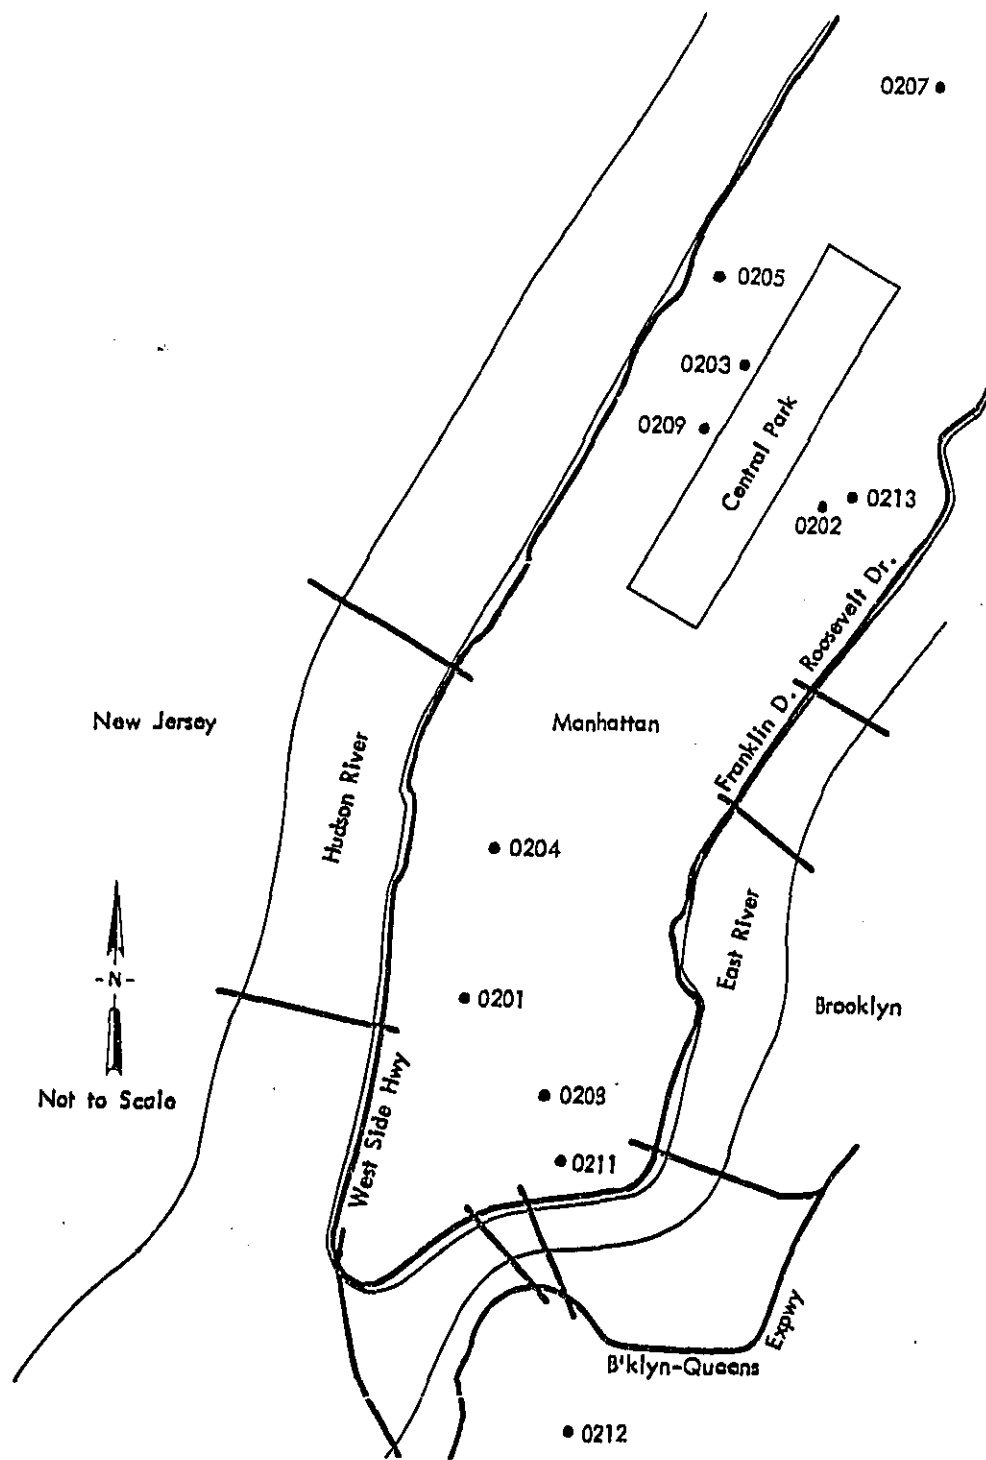 0207
0205
0203
0209
Central Park
0213
0202
Franklin D. Roosevelt Dr.
New Jersey
Manhattan
Hudson River
0204
East River
-N-
0201
Brooklyn
Not to Scale
West Side Hwy
0208
0211
Expwy
B'klyn-Queens
0212